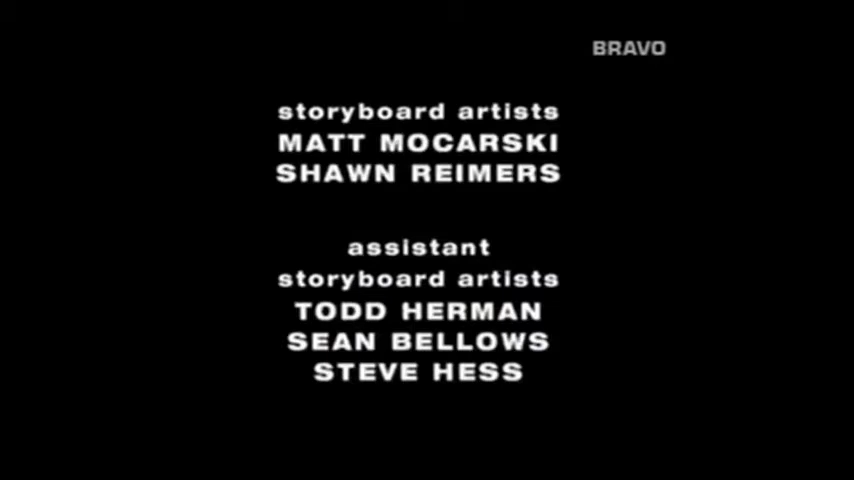 BRAVO
storyboard artists
MATT MOCARSKI
SHAWN REIMERS
assistant
storyboard artists
TODD HERMAN
SEAN BELLOWS
STEVE HESS